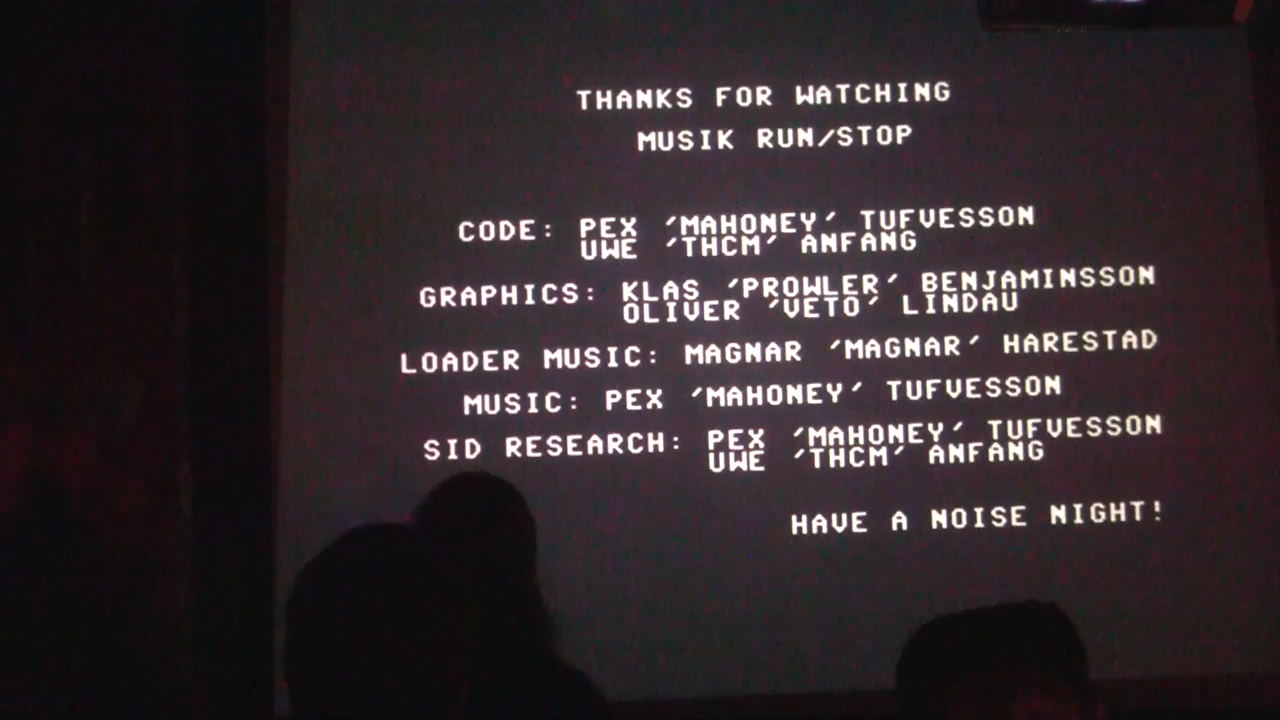 THANKS FOR WATCHING
MUSIK RUN/STOP
CODE: PEX 'MAHONEY' TUFVESSON
UWE 'THCM' ANFANG
GRAPHICS: KLAS 'PROWLER' BENJAMINSSON
OLIVER 'VETO' LINDAU
LOADER MUSIC: MAGNAR 'MAGNAR' HARESTAD
MUSIC: PEX 'MAHONEY' TUFVESSON
SID RESEARCH: PEX 'MAHONEY' TUFVESSON
UWE 'THCM' ANFANG
HAVE A NOISE NIGHT!